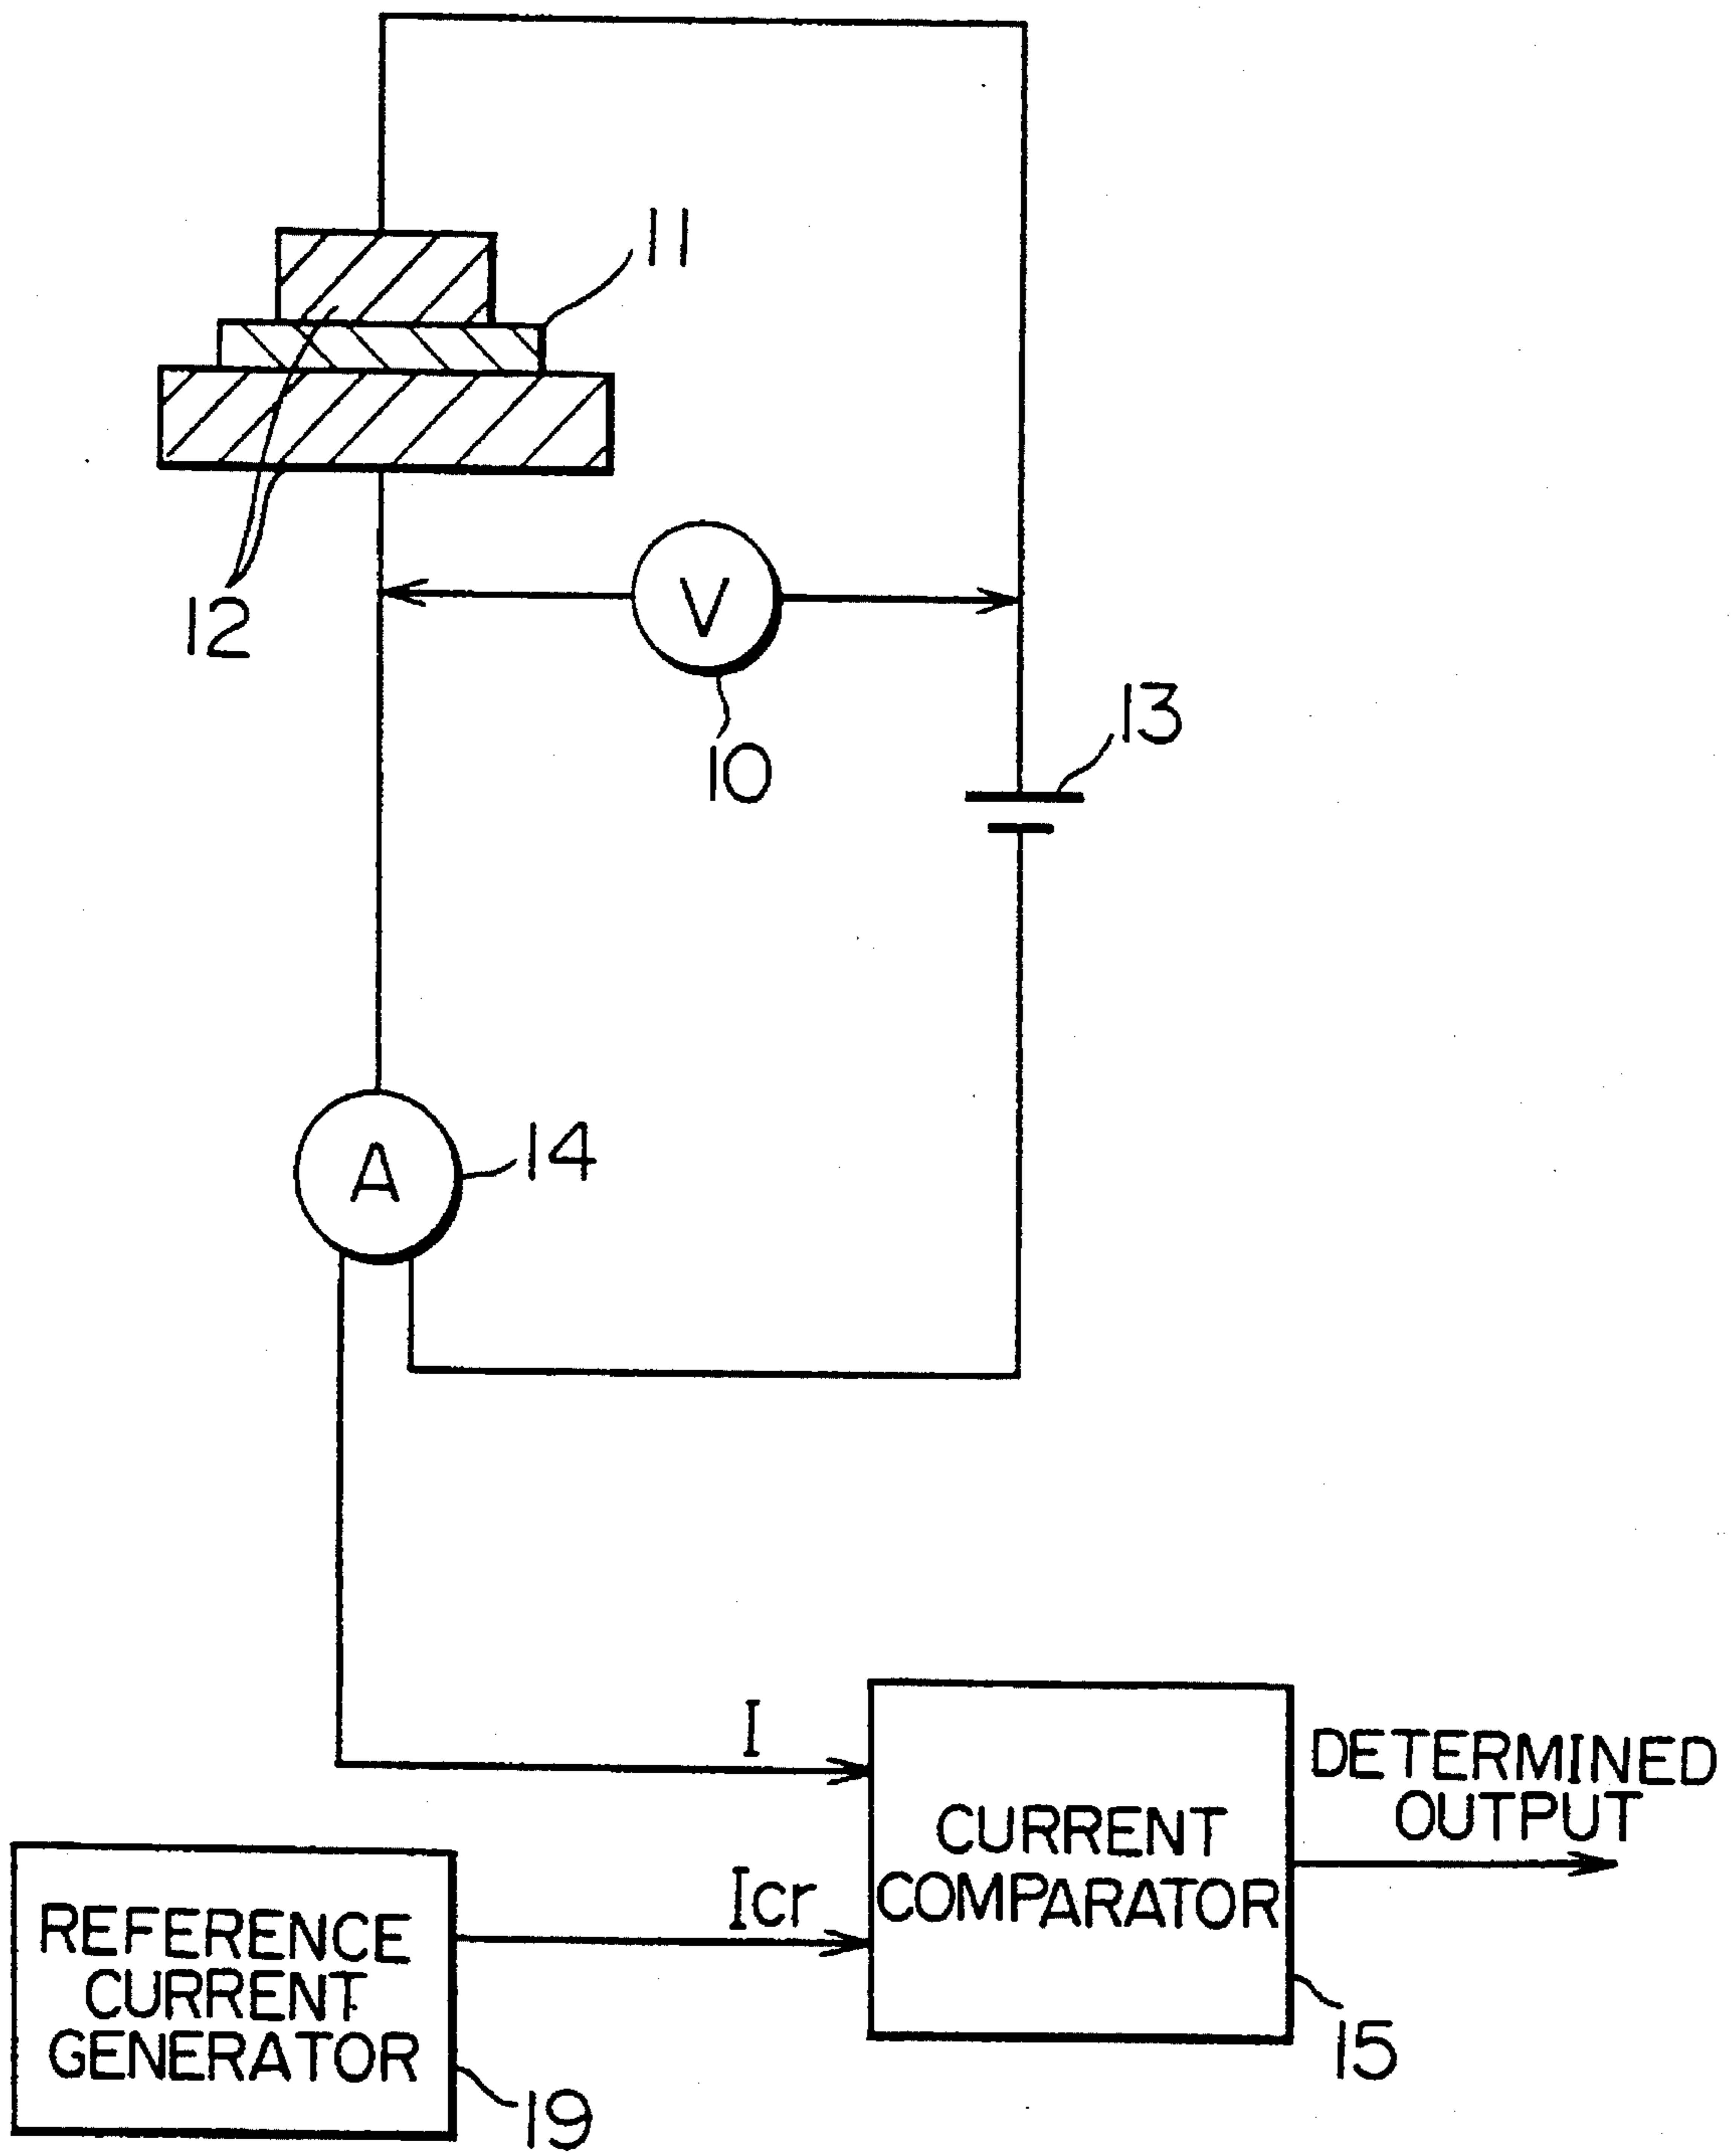 11
12
V
10
13
A
14
I
DETERMINED
OUTPUT
CURRENT
COMPARATOR
Icr
15
REFERENCE
CURRENT
GENERATOR
19